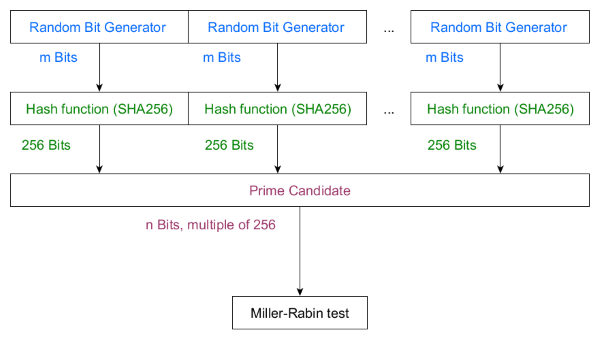 Random Bit Generator Random Bit Generator ... Random Bit Generator
m Bits m Bits m Bits
Hash function (SHA256) Hash function (SHA256) ... Hash function (SHA256)
256 Bits 256 Bits 256 Bits
Prime Candidate
n Bits, multiple of 256
Miller-Rabin test